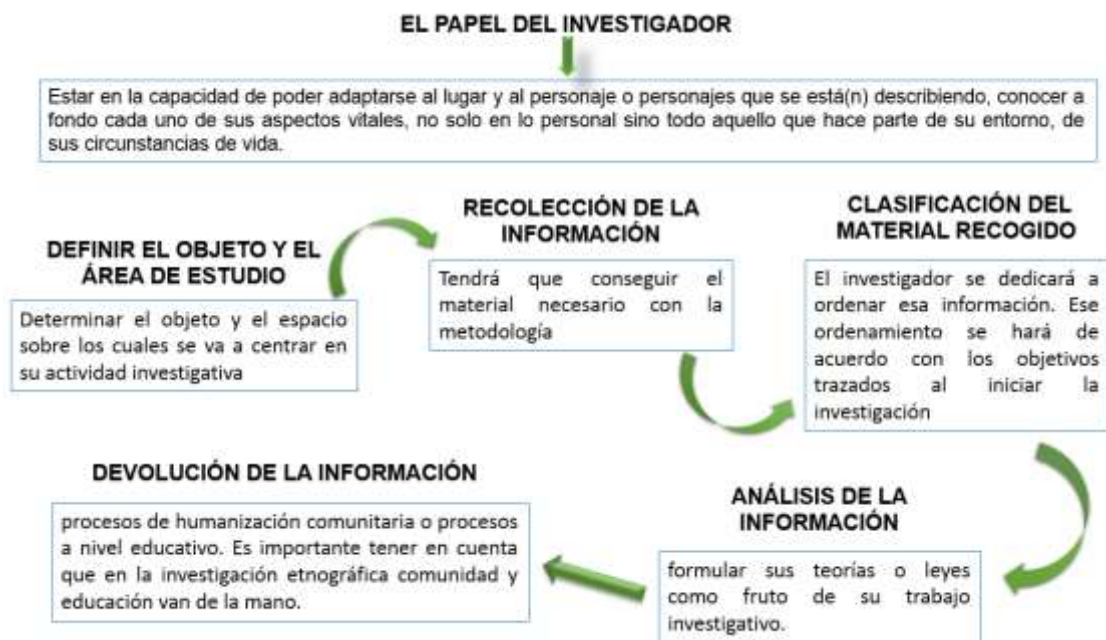 EL PAPEL DEL INVESTIGADOR
Estar en la capacidad de poder adaptarse al lugar y al personaje o personajes que se está(n) describiendo, conocer a
fondo cada uno de sus aspectos vitales, no solo en lo personal sino todo aquello que hace parte de su entorno, de
sus circunstancias de vida.
DEFINIR EL OBJETO Y EL
ÁREA DE ESTUDIO
Determinar el objeto y el espacio
sobre los cuales se va a centrar en
su actividad investigativa
RECOLECCIÓN DE LA
INFORMACIÓN
Tendrá que conseguir el
material necesario con la
metodología
CLASIFICACIÓN DEL
MATERIAL RECOGIDO
El investigador se dedicará a
ordenar esa información. Ese
ordenamiento se hará de
acuerdo con los objetivos
trazados al iniciar la
investigación
ANÁLISIS DE LA
INFORMACIÓN
formular sus teorías o leyes
como fruto de su trabajo
investigativo.
DEVOLUCIÓN DE LA INFORMACIÓN
procesos de humanización comunitaria o procesos
a nivel educativo. Es importante tener en cuenta
que en la investigación etnográfica comunidad y
educación van de la mano.